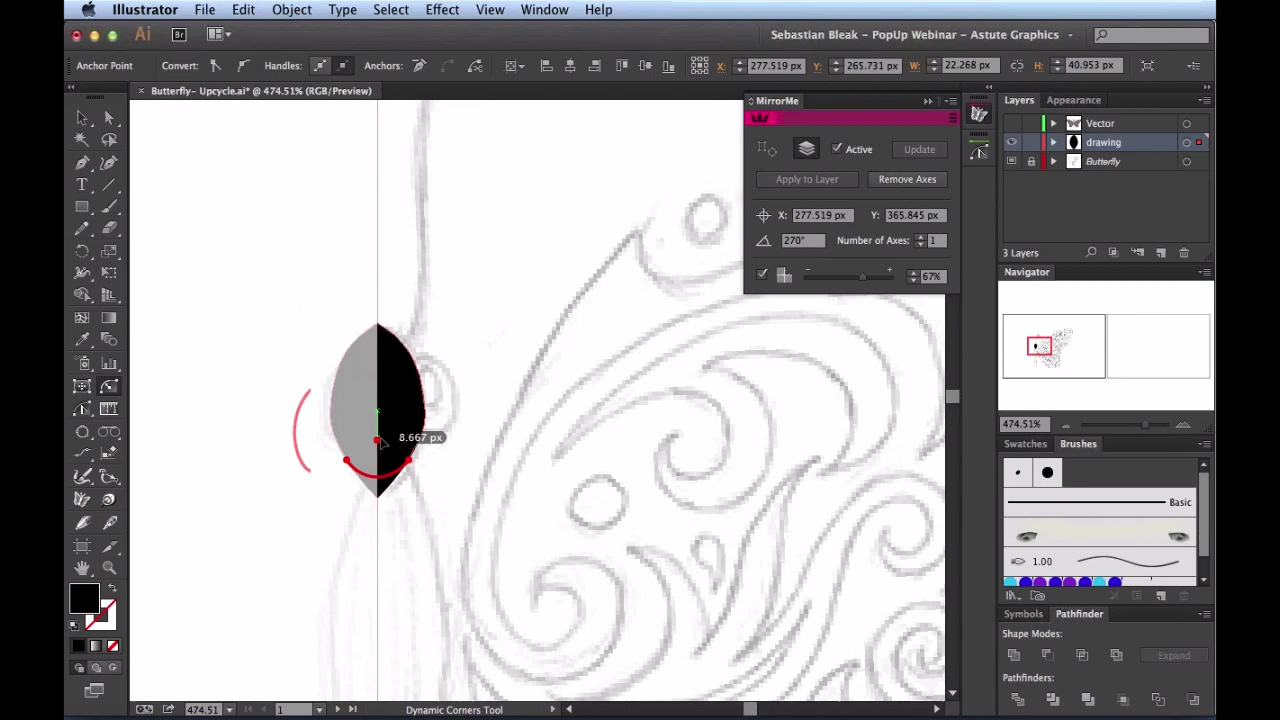 Illustrator File Edit Object Type Select Effect View Window Help
Ai Br Sebastian Bleak - PopUp Webinar - Astute Graphics
Anchor Point Convert: Handles: Anchors: X: 277.519 px Y: 265.731 px W: 22.268 px H: 40.953 px
Butterfly- Upcycle.ai* @ 474.51% (RGB/Preview)
MirrorMe
Active Update
Apply to Layer Remove Axes
X: 277.519 px Y: 365.845 px
270° Number of Axes: 1
67%
8.667 px
Layers Appearance
Vector
drawing
Butterfly
3 Layers
Navigator
474.51%
Swatches Brushes
Basic
1.00
Symbols Pathfinder
Shape Modes:
Expand
Pathfinders:
474.51 1 Dynamic Corners Tool